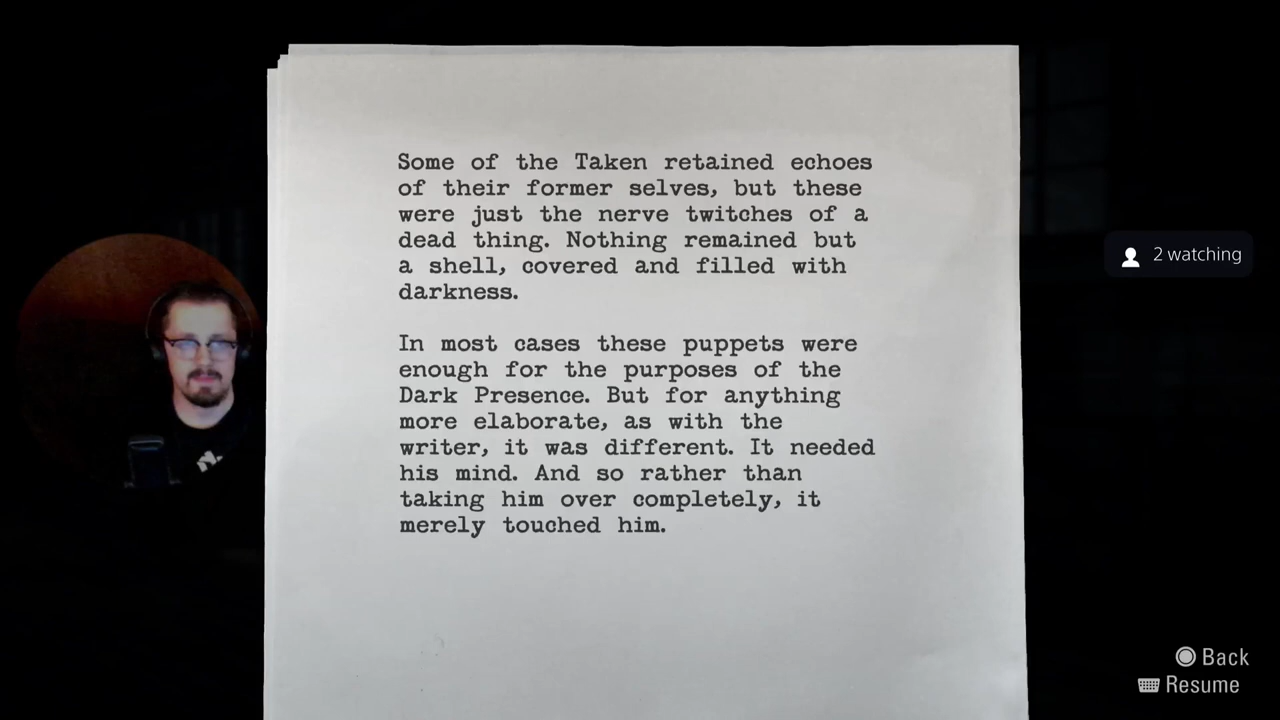 Some of the Taken retained echoes
of their former selves, but these
were just the nerve twitches of a
dead thing. Nothing remained but
a shell, covered and filled with
darkness.
In most cases these puppets were
enough for the purposes of the
Dark Presence. But for anything
more elaborate, as with the
writer, it was different. It needed
his mind. And so rather than
taking him over completely, it
merely touched him.
2 watching
Back
Resume